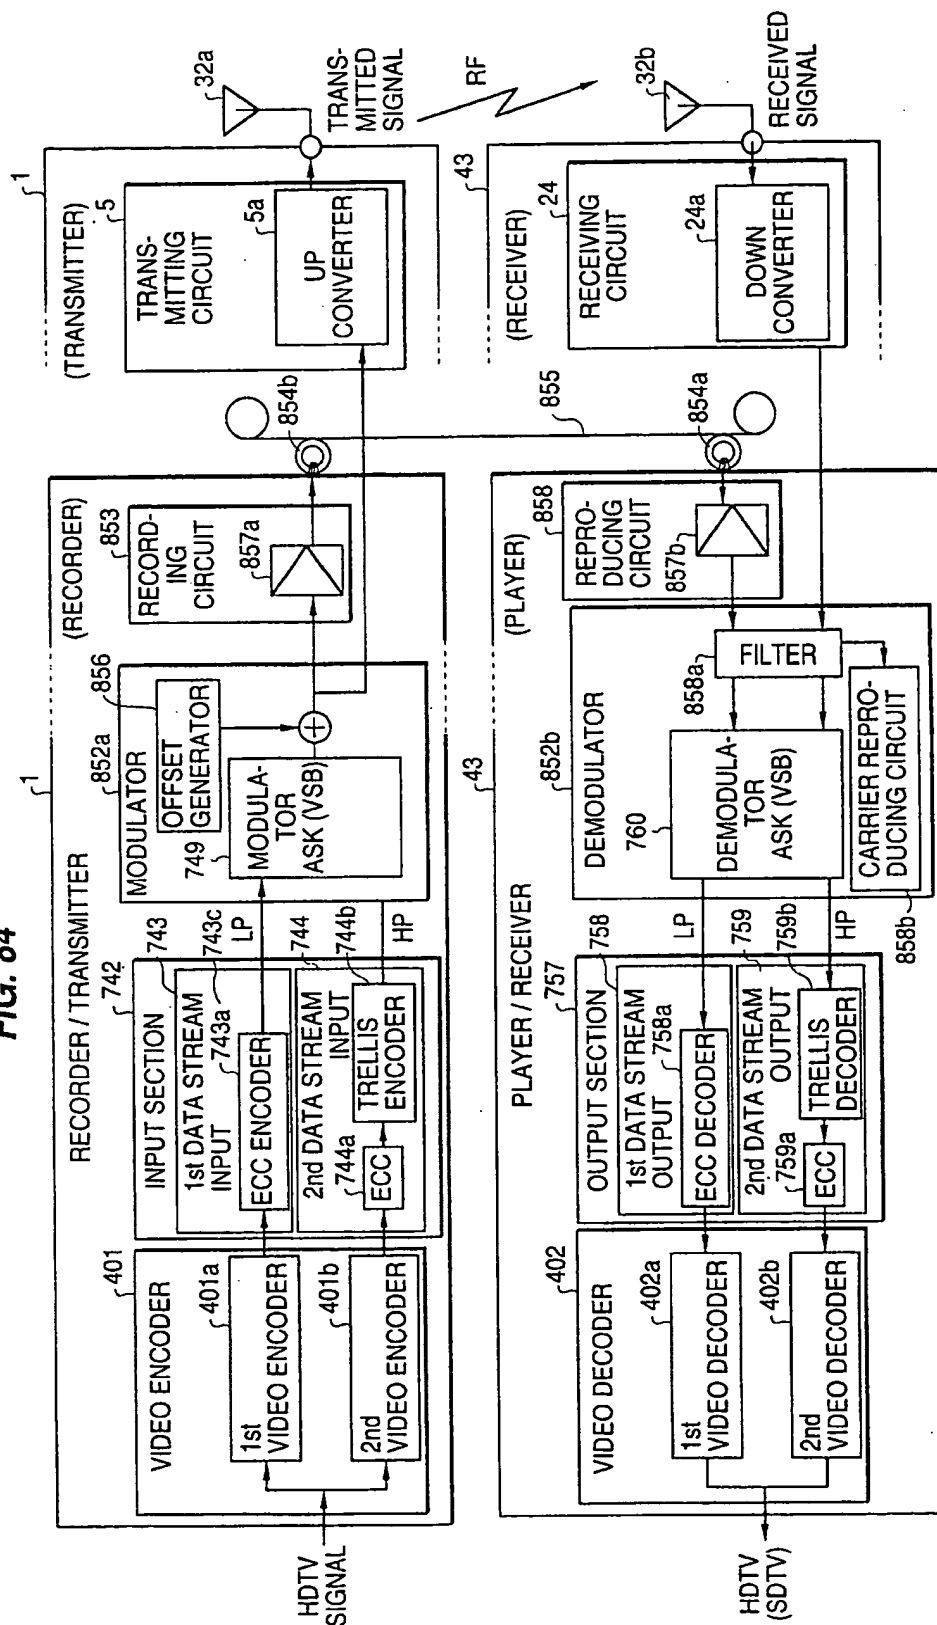 FIG. 84
RECORDER / TRANSMITTER
1
HDTV
SIGNAL
401
VIDEO ENCODER
401a
1st
VIDEO ENCODER
401b
2nd
VIDEO ENCODER
742
INPUT SECTION
743
1st DATA STREAM
INPUT
743c
743a
ECC ENCODER
LP
744
2nd DATA STREAM
INPUT
744a
ECC
744b
TRELLIS
ENCODER
HP
852a
MODULATOR
856
OFFSET
GENERATOR
749
MODULA-
TOR
ASK (VSB)
(RECORDER)
853
RECORD-
ING
CIRCUIT
857a
854b
855
(TRANSMITTER)
1
5
TRANS-
MITTING
CIRCUIT
5a
UP
CONVERTER
32a
TRANS-
MITTED
SIGNAL
RF
PLAYER / RECEIVER
43
HDTV
(SDTV)
402
VIDEO DECODER
402a
1st
VIDEO DECODER
402b
2nd
VIDEO DECODER
757
OUTPUT SECTION
758
1st DATA STREAM
OUTPUT
758a
ECC DECODER
LP
759
2nd DATA STREAM
OUTPUT
759a
ECC
759b
TRELLIS
DECODER
HP
852b
DEMODULATOR
760
DEMODULA-
TOR
ASK (VSB)
858a
FILTER
CARRIER REPRO-
DUCING CIRCUIT
858b
(PLAYER)
858
REPRO-
DUCING
CIRCUIT
857b
854a
(RECEIVER)
43
24
RECEIVING
CIRCUIT
24a
DOWN
CONVERTER
32b
RECEIVED
SIGNAL